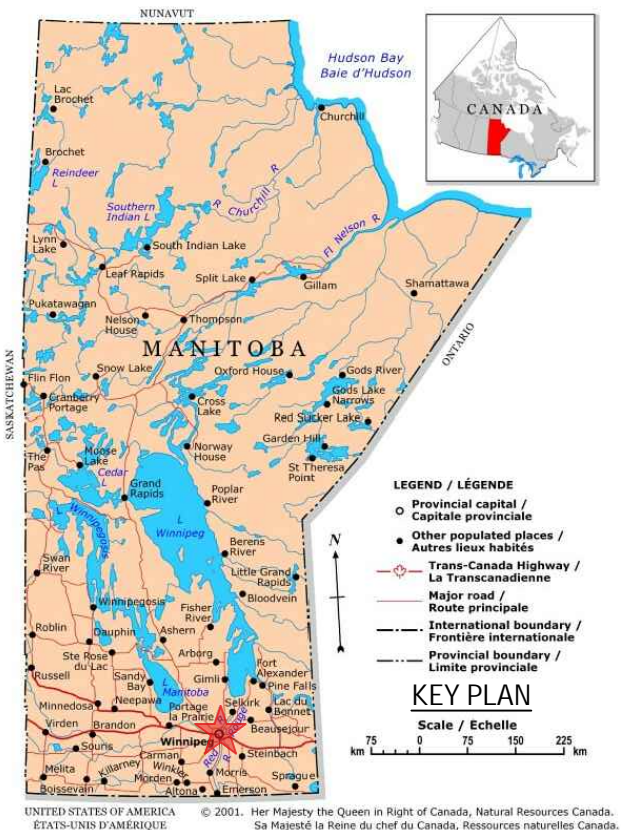 NUNAVUT
Hudson Bay
Baie d'Hudson
CANADA
Lac
Brochet
Churchill
Brochet
Reindeer
L
R Churchill R
Southern
Indian L
Lynn
Lake
South Indian Lake
Fl Nelson R
Leaf Rapids
Split Lake
Gillam
Shamattawa
Pukatawagan
Nelson
House
Thompson
MANITOBA
ONTARIO
SASKATCHEWAN
Flin Flon
Snow Lake
Oxford House
Gods River
Cranberry
Portage
Cross
Lake
Gods Lake
Narrows
Red Sucker Lake
The
Pas
Moose
Lake
Norway
House
Garden Hill
St Theresa
Point
Cedar
L
Grand
Rapids
Poplar
River
L Winnipegosis
L
Winnipeg
Berens
River
Swan
River
Little Grand
Rapids
Bloodvein
Winnipegosis
Fisher
River
Roblin
Dauphin
Ashern
Ste Rose
du Lac
Arborg
Fort
Alexander
Russell
Sandy
Bay
L
Manitoba
Gimli
Pine Falls
Minnedosa
Neepawa
Portage
la Prairie
Selkirk
Lac du
Bonnet
Virden
Brandon
Winnipeg
Beausejour
Souris
Carman
Red R
Steinbach
Melita
Killarney
Winkler
Morris
Boissevain
Morden
Altona
Emerson
Sprague
LEGEND / LÉGENDE
Provincial capital /
Capitale provinciale
Other populated places /
Autres lieux habités
Trans-Canada Highway /
La Transcanadienne
Major road /
Route principale
International boundary /
Frontière internationale
Provincial boundary /
Limite provinciale
N
KEY PLAN
Scale / Echelle
75 0 75 150 225
km km
UNITED STATES OF AMERICA
ÉTATS-UNIS D'AMÉRIQUE
© 2001. Her Majesty the Queen in Right of Canada, Natural Resources Canada.
Sa Majesté la Reine du chef du Canada, Ressources naturelles Canada.